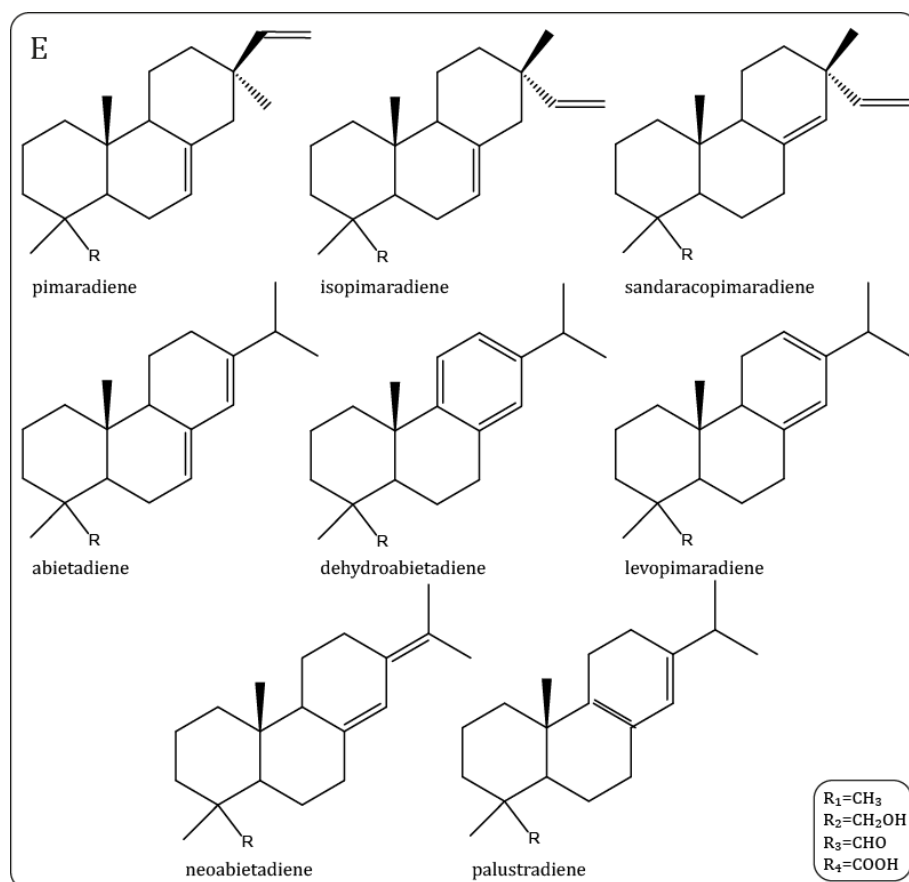 E
R
pimaradiene
R
isopimaradiene
R
sandaracopimaradiene
R
abietadiene
R
dehydroabietadiene
R
levopimaradiene
R
neoabietadiene
R
palustradiene
R₁=CH₃
R₂=CH₂OH
R₃=CHO
R₄=COOH